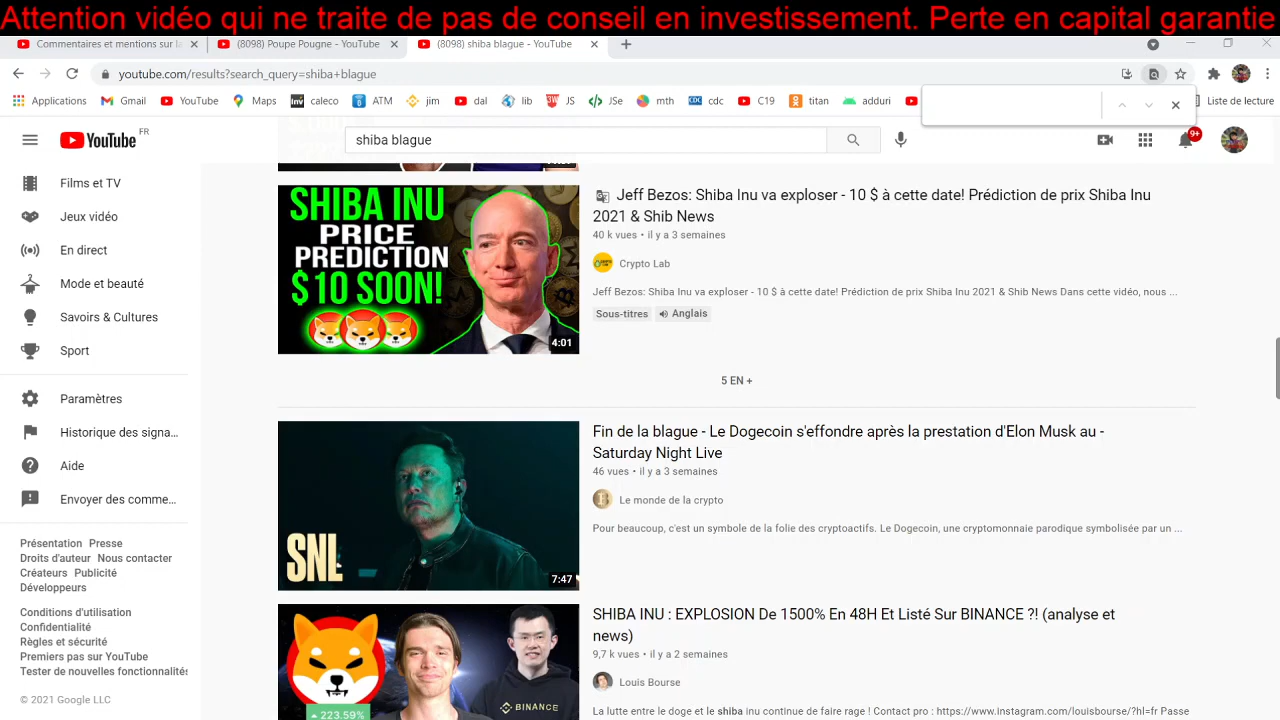 Attention vidéo qui ne traite de pas de conseil en investissement. Perte en capital garantie
Commentaires et mentions sur la
(8098) Poupe Pougne - YouTube
(8098) shiba blague - YouTube
youtube.com/results?search_query=shiba+blague
Applications
Gmail
YouTube
Maps
inv
caleco
ATM
jim
dal
lib
JS
JSe
mth
cdc
cdc
C19
titan
adduri
Liste de lecture
YouTube
FR
shiba blague
9+
Films et TV
Jeux vidéo
En direct
Mode et beauté
Savoirs & Cultures
Sport
Paramètres
Historique des signa...
Aide
Envoyer des comme...
Présentation Presse
Droits d'auteur Nous contacter
Créateurs Publicité
Développeurs
Conditions d'utilisation
Confidentialité
Règles et sécurité
Premiers pas sur YouTube
Tester de nouvelles fonctionnalités
© 2021 Google LLC
SHIBA INU
PRICE
PREDICTION
$10 SOON!
4:01
Jeff Bezos: Shiba Inu va exploser - 10 $ à cette date! Prédiction de prix Shiba Inu
2021 & Shib News
40 k vues • il y a 3 semaines
Crypto Lab
Jeff Bezos: Shiba Inu va exploser - 10 $ à cette date! Prédiction de prix Shiba Inu 2021 & Shib News Dans cette vidéo, nous ...
Sous-titres
Anglais
5 EN +
SNL
7:47
Fin de la blague - Le Dogecoin s'effondre après la prestation d'Elon Musk au -
Saturday Night Live
46 vues • il y a 3 semaines
Le monde de la crypto
Pour beaucoup, c'est un symbole de la folie des cryptoactifs. Le Dogecoin, une cryptomonnaie parodique symbolisée par un ...
BINANCE
223.59%
SHIBA INU : EXPLOSION De 1500% En 48H Et Listé Sur BINANCE ?! (analyse et
news)
9,7 k vues • il y a 2 semaines
Louis Bourse
La lutte entre le doge et le shiba inu continue de faire rage ! Contact pro : https://www.instagram.com/louisbourse/?hl=fr Passe